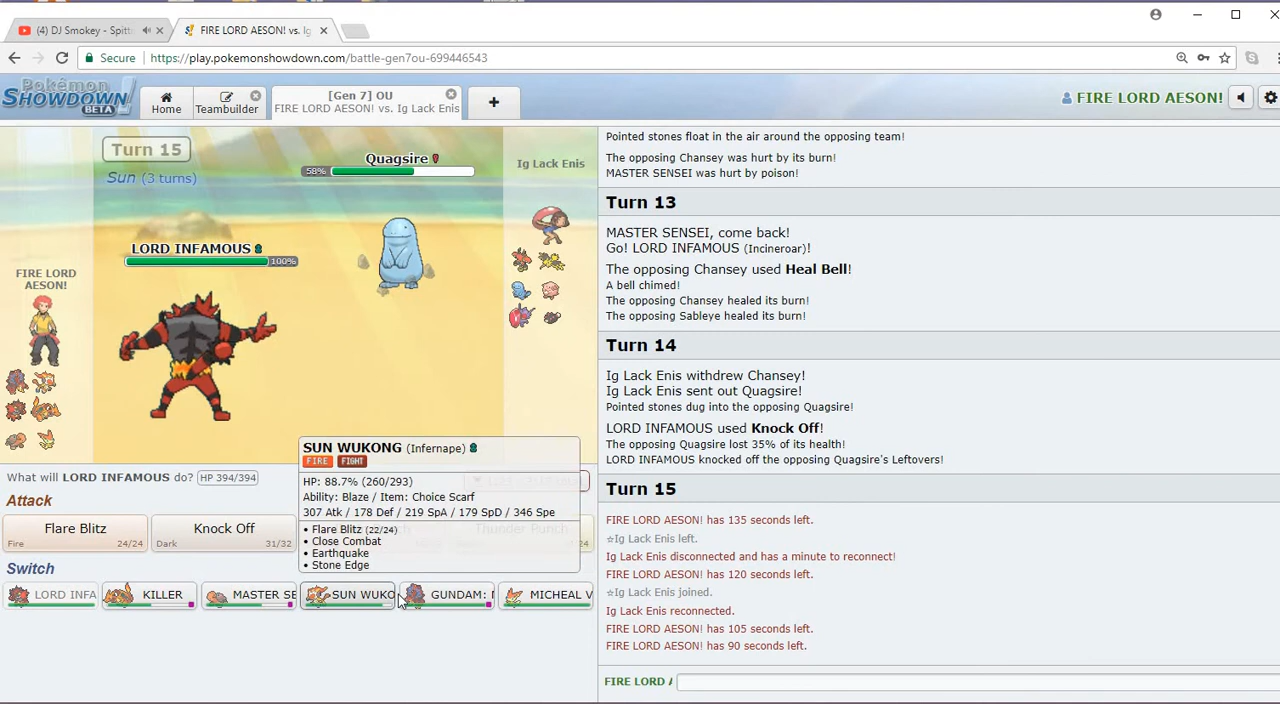 (4) DJ Smokey - Spitt
FIRE LORD AESON! vs. Ig
Secure
https://play.pokemonshowdown.com/battle-gen7ou-699446543
Pokémon
SHOWDOWN
BETA
Home
Teambuilder
[Gen 7] OU
FIRE LORD AESON! vs. Ig Lack Enis
FIRE LORD AESON!
Turn 15
Sun (3 turns)
Quagsire
58%
Ig Lack Enis
LORD INFAMOUS
100%
FIRE LORD
AESON!
SUN WUKONG (Infernape)
FIRE FIGHT
HP: 88.7% (260/293)
Ability: Blaze / Item: Choice Scarf
307 Atk / 178 Def / 219 SpA / 179 SpD / 346 Spe
• Flare Blitz (22/24)
• Close Combat
• Earthquake
• Stone Edge
What will LORD INFAMOUS do? HP 394/394
Attack
Flare Blitz
Fire 24/24
Knock Off
Dark 31/32
Thunder Punch
Switch
LORD INFA
KILLER
MASTER SE
SUN WUKO
GUNDAM:
MICHEAL V
Pointed stones float in the air around the opposing team!
The opposing Chansey was hurt by its burn!
MASTER SENSEI was hurt by poison!
Turn 13
MASTER SENSEI, come back!
Go! LORD INFAMOUS (Incineroar)!
The opposing Chansey used Heal Bell!
A bell chimed!
The opposing Chansey healed its burn!
The opposing Sableye healed its burn!
Turn 14
Ig Lack Enis withdrew Chansey!
Ig Lack Enis sent out Quagsire!
Pointed stones dug into the opposing Quagsire!
LORD INFAMOUS used Knock Off!
The opposing Quagsire lost 35% of its health!
LORD INFAMOUS knocked off the opposing Quagsire's Leftovers!
Turn 15
FIRE LORD AESON! has 135 seconds left.
☆Ig Lack Enis left.
Ig Lack Enis disconnected and has a minute to reconnect!
FIRE LORD AESON! has 120 seconds left.
☆Ig Lack Enis joined.
Ig Lack Enis reconnected.
FIRE LORD AESON! has 105 seconds left.
FIRE LORD AESON! has 90 seconds left.
FIRE LORD A